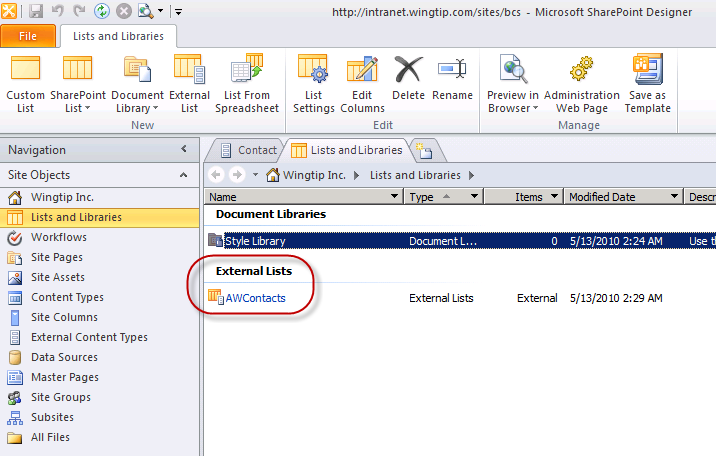 http://intranet.wingtip.com/sites/bcs - Microsoft SharePoint Designer
File Lists and Libraries
Custom List
SharePoint List
Document Library
External List
List From Spreadsheet
List Settings
Edit Columns
Delete
Rename
Preview in Browser
Administration Web Page
Save as Template
New Edit Manage
Navigation
Site Objects
Wingtip Inc.
Lists and Libraries
Workflows
Site Pages
Site Assets
Content Types
Site Columns
External Content Types
Data Sources
Master Pages
Site Groups
Subsites
All Files
Contact Lists and Libraries
Wingtip Inc. Lists and Libraries
Name Type Items Modified Date Descr
Document Libraries
Style Library Document L... 0 5/13/2010 2:24 AM Use th
External Lists
AWContacts External Lists External 5/13/2010 2:29 AM